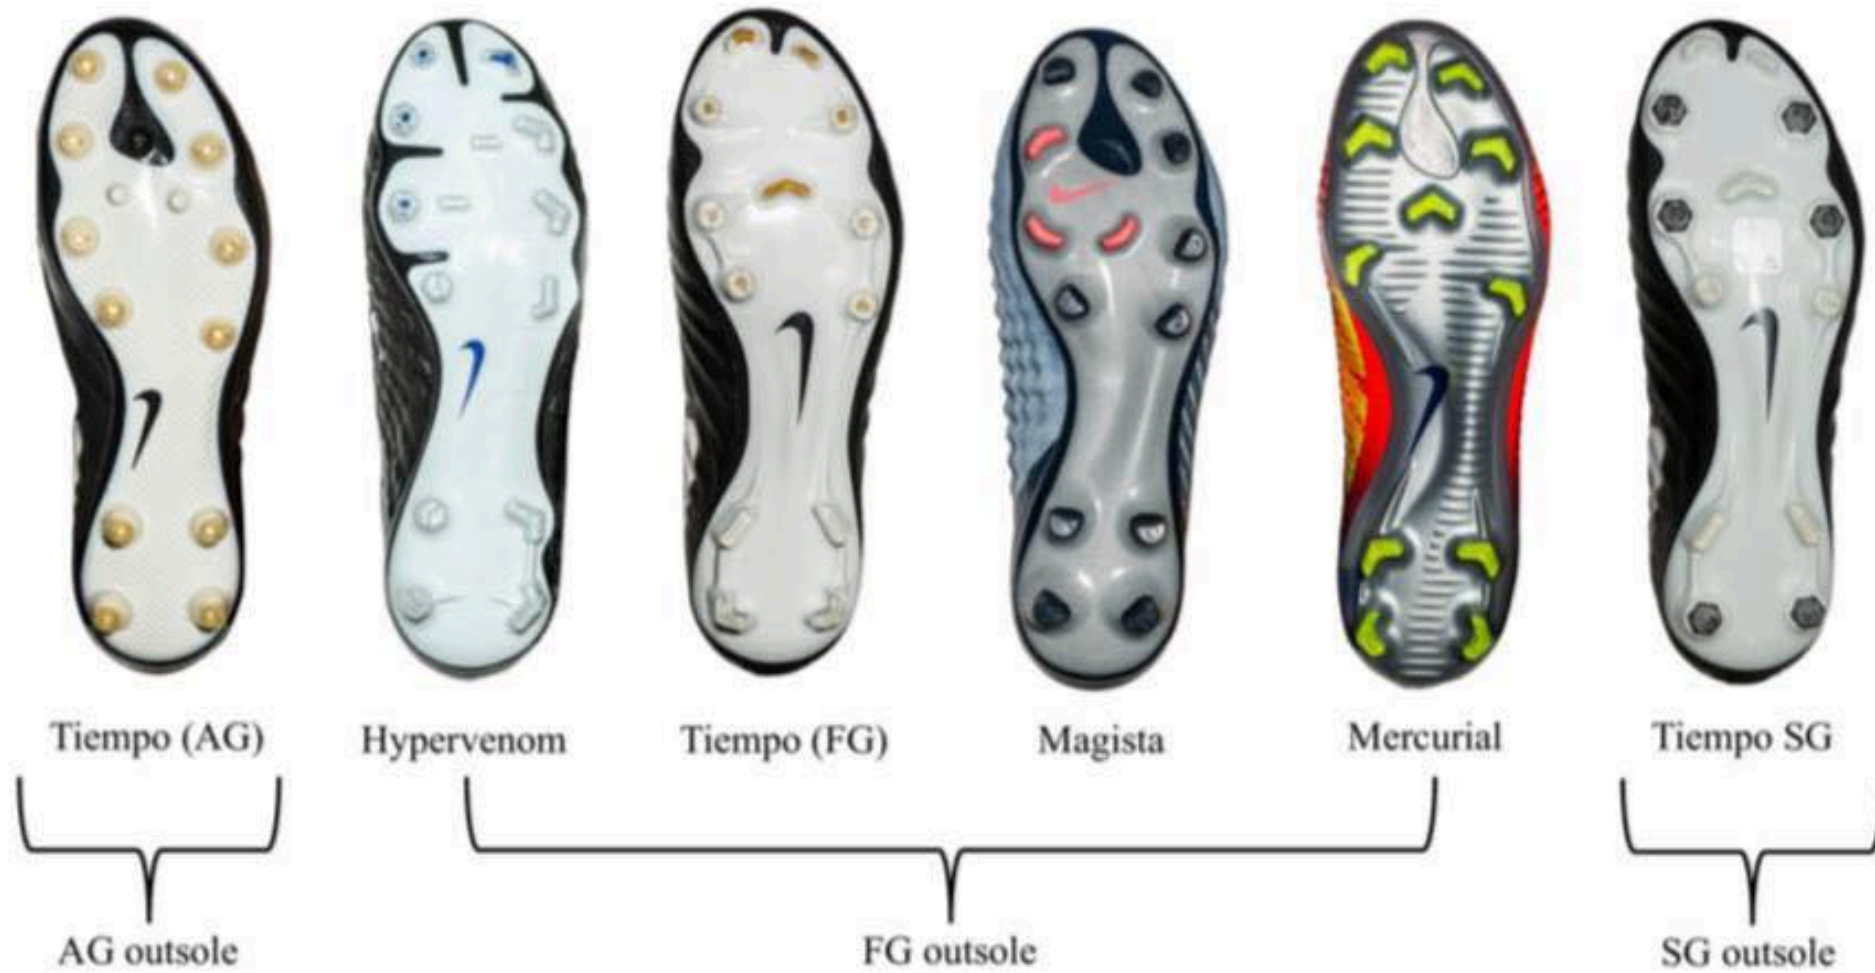 Tiempo (AG)
Hypervenom
Tiempo (FG)
Magista
Mercurial
Tiempo SG
AG outsole
FG outsole
SG outsole